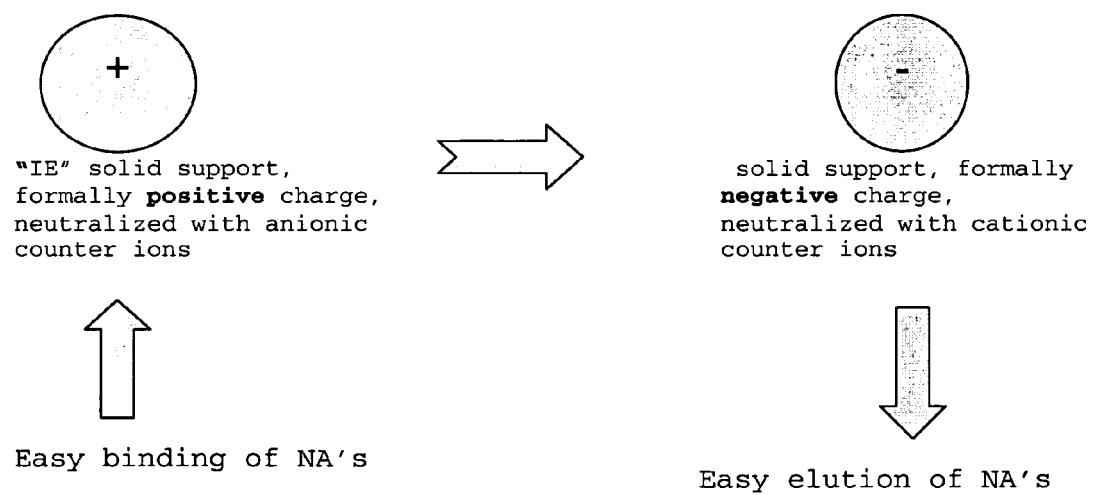 +
"IE" solid support,
formally positive charge,
neutralized with anionic
counter ions
Easy binding of NA's
-
solid support, formally
negative charge,
neutralized with cationic
counter ions
Easy elution of NA's